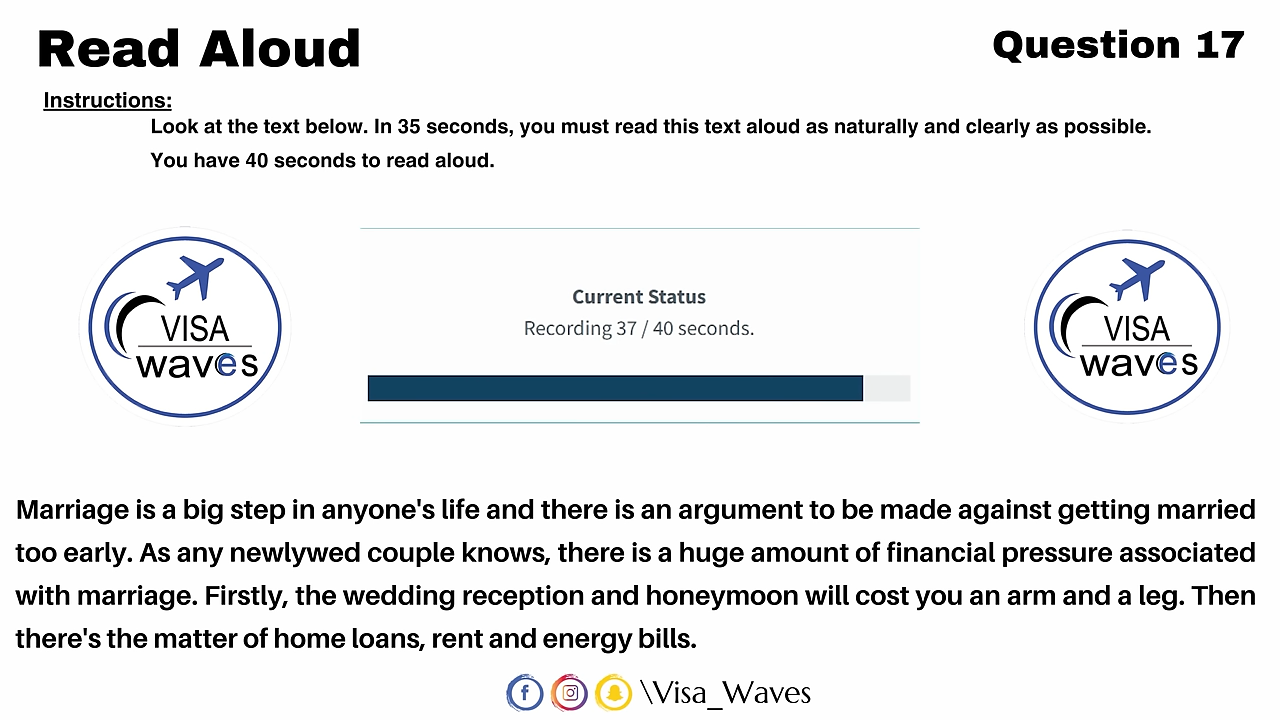 Read Aloud
Question 17
Instructions:
Look at the text below. In 35 seconds, you must read this text aloud as naturally and clearly as possible.
You have 40 seconds to read aloud.
VISA
waves
Current Status
Recording 37 / 40 seconds.
VISA
waves
Marriage is a big step in anyone's life and there is an argument to be made against getting married
too early. As any newlywed couple knows, there is a huge amount of financial pressure associated
with marriage. Firstly, the wedding reception and honeymoon will cost you an arm and a leg. Then
there's the matter of home loans, rent and energy bills.
\Visa_Waves